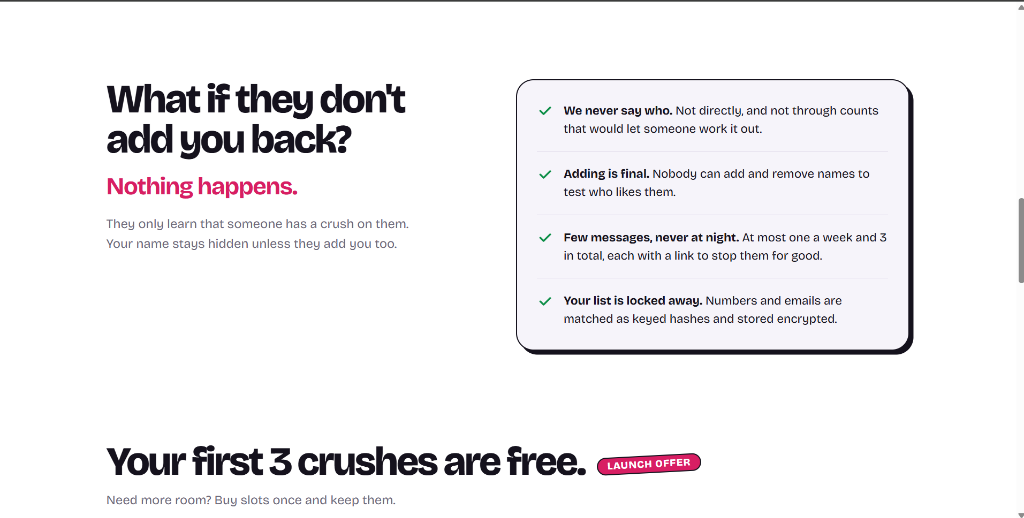 What if they don't
add you back?
Nothing happens.
They only learn that someone has a crush on them.
Your name stays hidden unless they add you too.
We never say who. Not directly, and not through counts
that would let someone work it out.
Adding is final. Nobody can add and remove names to
test who likes them.
Few messages, never at night. At most one a week and 3
in total, each with a link to stop them for good.
Your list is locked away. Numbers and emails are
matched as keyed hashes and stored encrypted.
Your first 3 crushes are free. LAUNCH OFFER
Need more room? Buy slots once and keep them.